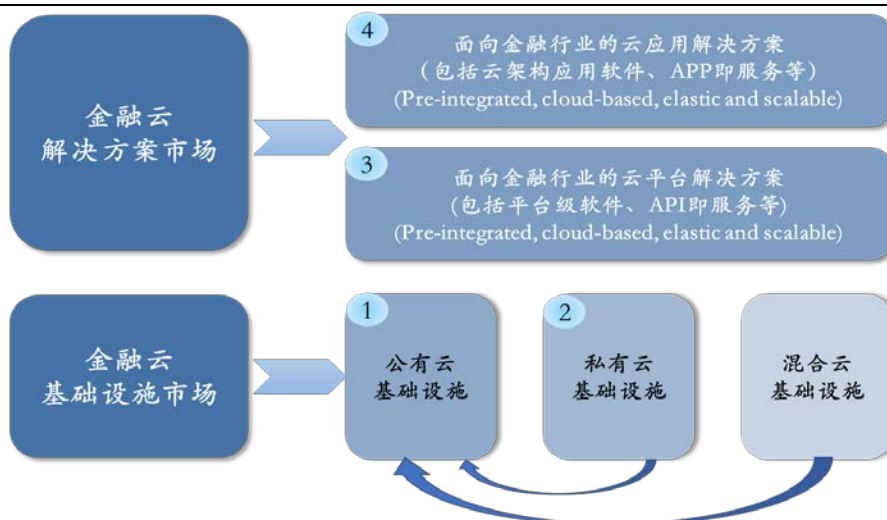 金融云
解决方案市场
4
面向金融行业的云应用解决方案
(包括云架构应用软件、APP即服务等)
(Pre-integrated, cloud-based, elastic and scalable)
3
面向金融行业的云平台解决方案
(包括平台级软件、API即服务等)
(Pre-integrated, cloud-based, elastic and scalable)
金融云
基础设施市场
1
公有云
基础设施
2
私有云
基础设施
混合云
基础设施